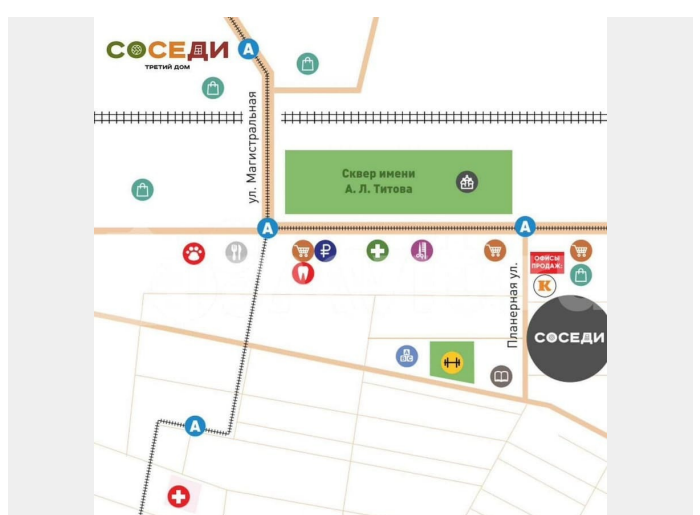 СОСЕДИ
ТРЕТИЙ ДОМ
А
ул. Магистральная
Сквер имени
А. Л. Титова
А
А
ОФИСЫ
ПРОДАЖ
Планерная ул.
К
СОСЕДИ
А